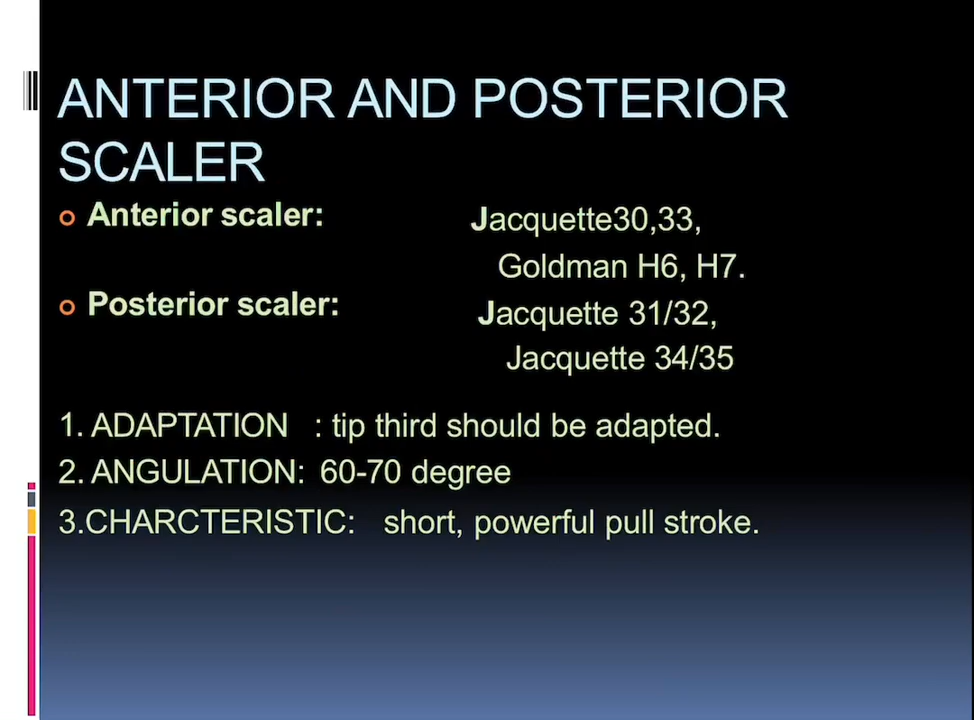 ANTERIOR AND POSTERIOR
SCALER
Anterior scaler: Jacquette30,33,
Goldman H6, H7.
Posterior scaler: Jacquette 31/32,
Jacquette 34/35
1. ADAPTATION : tip third should be adapted.
2. ANGULATION: 60-70 degree
3.CHARCTERISTIC: short, powerful pull stroke.